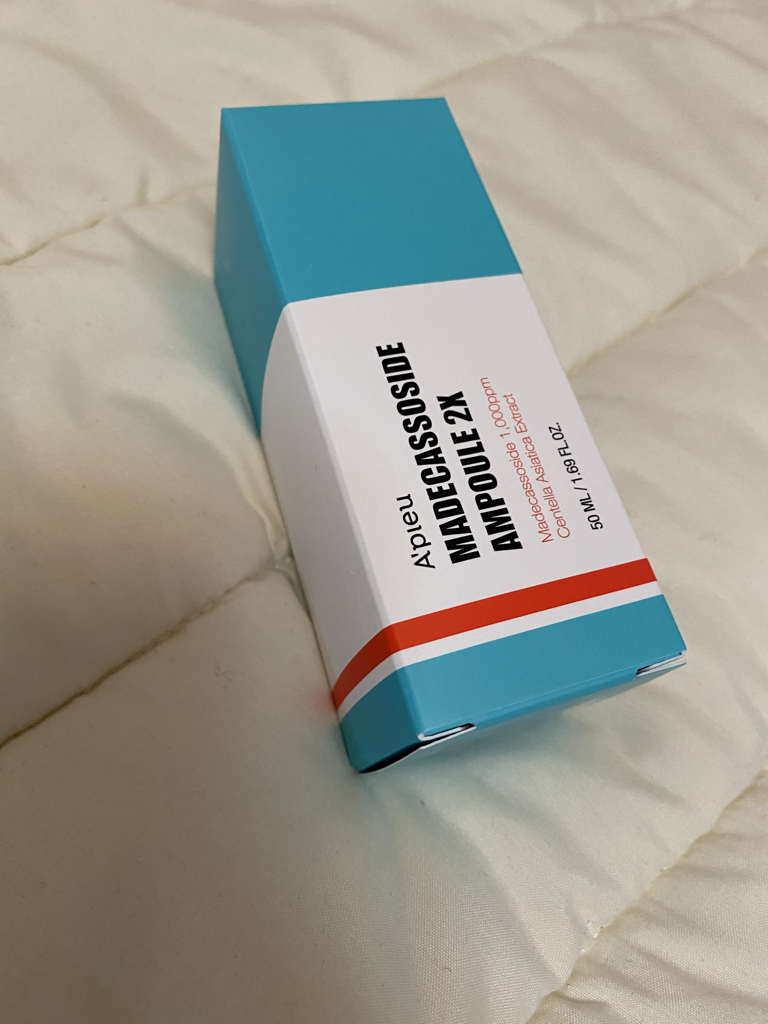 A'pieu
MADECASSOSIDE
AMPOULE 2X
Madecassoside 1,000ppm
Centella Asiatica Extract
50 ML / 1.69 FL.OZ.